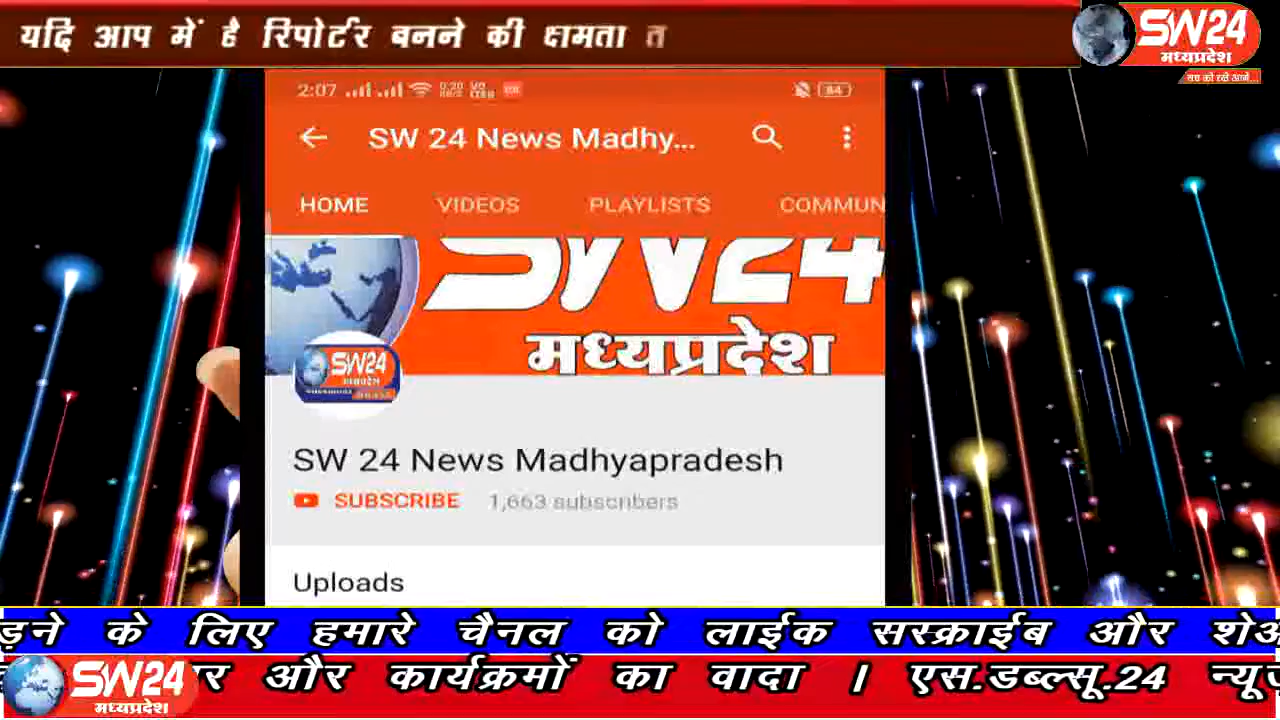 यदि आप में है रिपोर्टर बनने की क्षमता त
SW24
मध्यप्रदेश
2:07
84
SW 24 News Madhy...
HOME VIDEOS PLAYLISTS COMMUN
SW24
मध्यप्रदेश
SW24
SW 24 News Madhyapradesh
SUBSCRIBE 1,663 subscribers
Uploads
ड़ने के लिए हमारे चैनल को लाईक सस्क्राईब और शेअ
र और कार्यक्रमों का वादा । एस.डब्ल्सू.24 न्यूज
SW24
मध्यप्रदेश